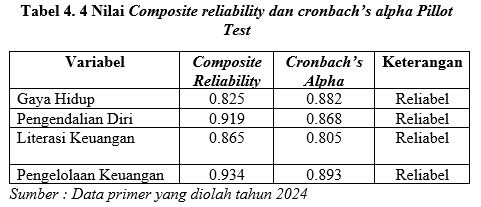 Tabel 4. 4 Nilai Composite reliability dan cronbach's alpha Pillot
Test
Variabel Composite Reliability Cronbach's Alpha Keterangan
Gaya Hidup 0.825 0.882 Reliabel
Pengendalian Diri 0.919 0.868 Reliabel
Literasi Keuangan 0.865 0.805 Reliabel
Pengelolaan Keuangan 0.934 0.893 Reliabel
Sumber : Data primer yang diolah tahun 2024